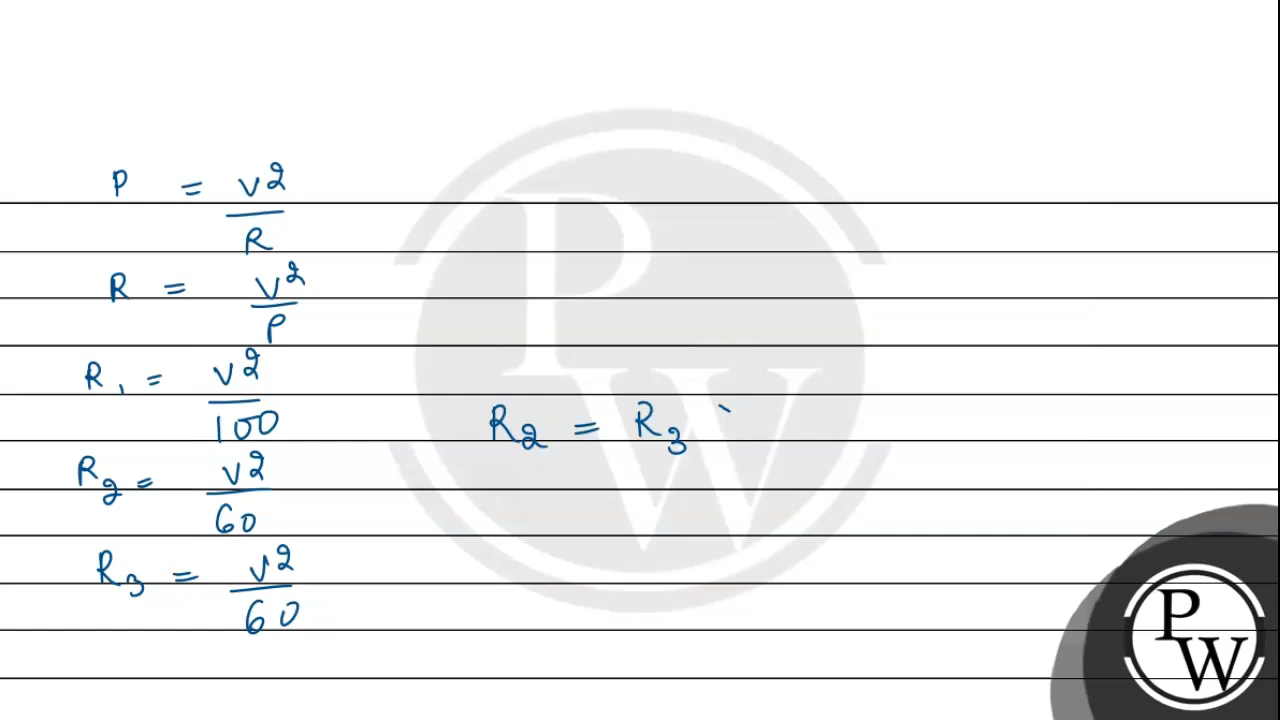 P = v²/R
R = v²/P
R₁ = v²/100
R₂ = v²/60
R₃ = v²/60
R₂ = R₃
P
W
P
W